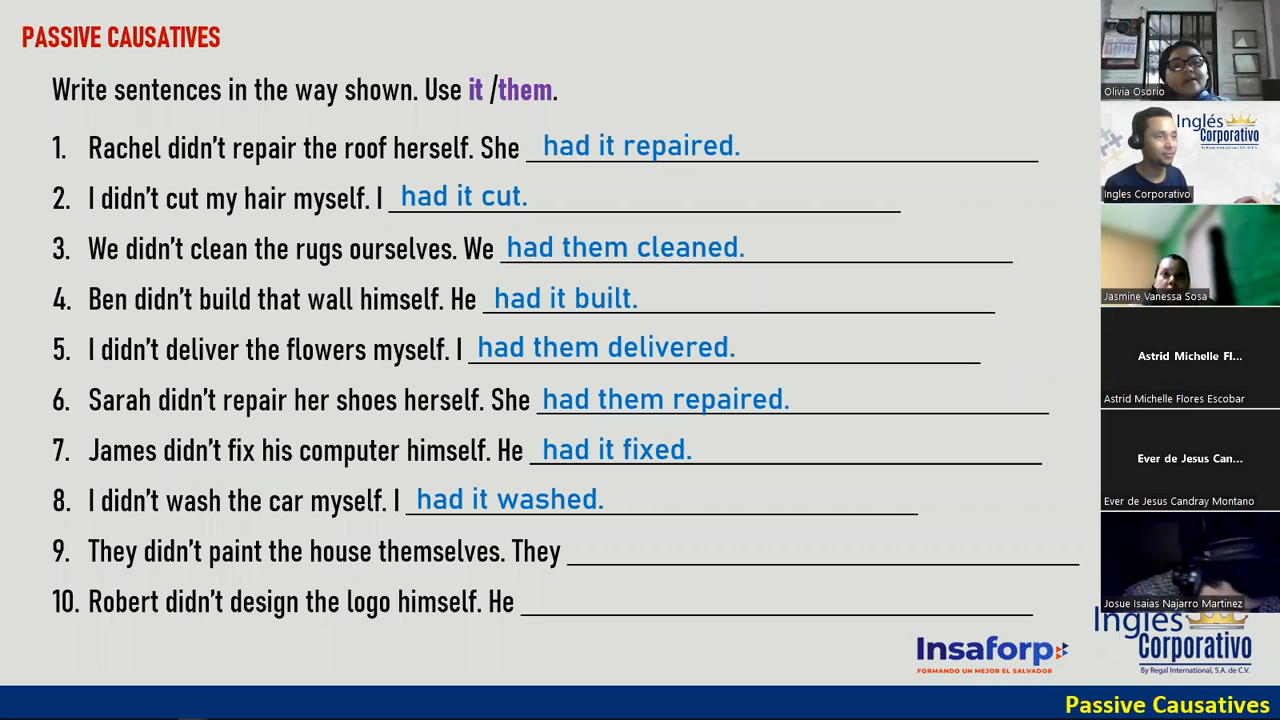 PASSIVE CAUSATIVES
Write sentences in the way shown. Use it /them.
1. Rachel didn't repair the roof herself. She had it repaired.
2. I didn't cut my hair myself. I had it cut.
3. We didn't clean the rugs ourselves. We had them cleaned.
4. Ben didn't build that wall himself. He had it built.
5. I didn't deliver the flowers myself. I had them delivered.
6. Sarah didn't repair her shoes herself. She had them repaired.
7. James didn't fix his computer himself. He had it fixed.
8. I didn't wash the car myself. I had it washed.
9. They didn't paint the house themselves. They
10. Robert didn't design the logo himself. He
Insaforp
FORMANDO UN MEJOR EL SALVADOR
Inglés
Corporativo
By Regal International, S.A. de C.V.
Passive Causatives
Olivia Osorio
Inglés
Corporativo
By Regal International, S.A. de C.V.
Ingles Corporativo
Jasmine Vanessa Sosa
Astrid Michelle Fl...
Astrid Michelle Flores Escobar
Ever de Jesus Can...
Ever de Jesus Candray Montano
Josue Isaias Najarro Martinez